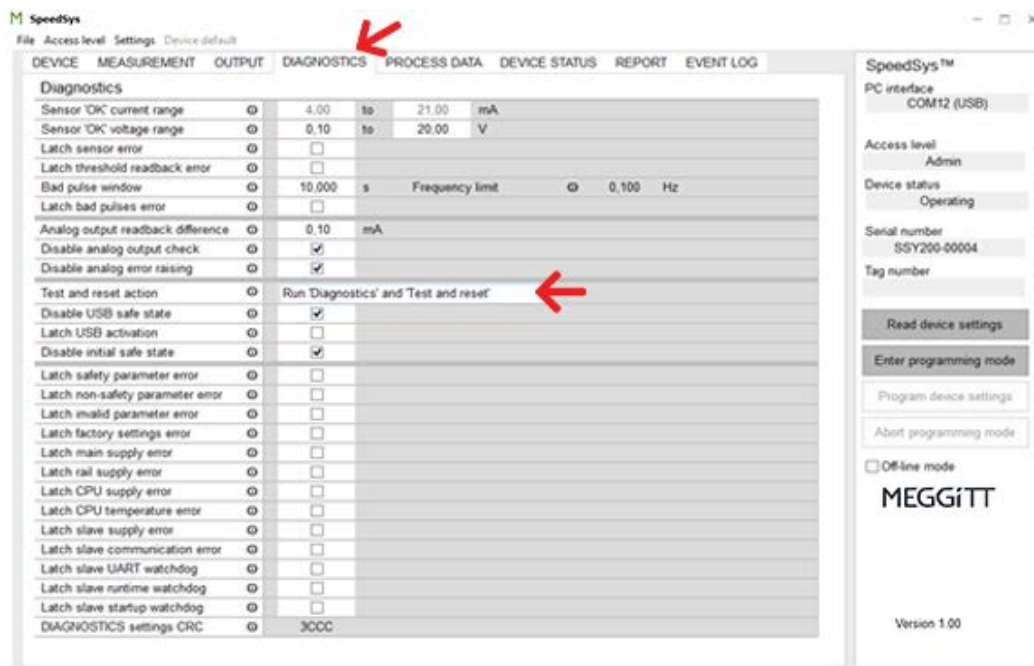 M SpeedSys
File Access level Settings Device default
DEVICE MEASUREMENT OUTPUT DIAGNOSTICS PROCESS DATA DEVICE STATUS REPORT EVENT LOG
Diagnostics
Sensor 'OK' current range 4.00 to 21.00 mA
Sensor 'OK' voltage range 0,10 to 20.00 V
Latch sensor error
Latch threshold readback error
Bad pulse window 10,000 s Frequency limit 0,100 Hz
Latch bad pulses error
Analog output readback difference 0,10 mA
Disable analog output check
Disable analog error raising
Test and reset action Run 'Diagnostics' and 'Test and reset'
Disable USB safe state
Latch USB activation
Disable initial safe state
Latch safety parameter error
Latch non-safety parameter error
Latch invalid parameter error
Latch factory settings error
Latch main supply error
Latch rail supply error
Latch CPU supply error
Latch CPU temperature error
Latch slave supply error
Latch slave communication error
Latch slave UART watchdog
Latch slave runtime watchdog
Latch slave startup watchdog
DIAGNOSTICS settings CRC 3CCC
SpeedSys™
PC interface
COM12 (USB)
Access level
Admin
Device status
Operating
Serial number
SSY200-00004
Tag number
Read device settings
Enter programming mode
Program device settings
Abort programming mode
Off-line mode
MEGGiTT
Version 1.00